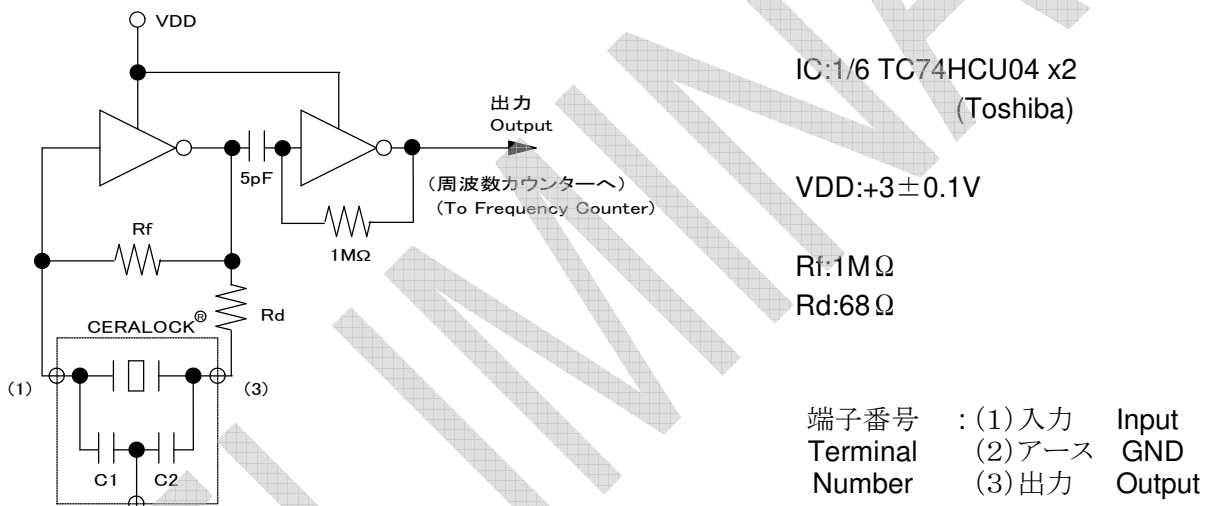 VDD
IC:1/6 TC74HCU04 x2
(Toshiba)
出力
Output
5pF
(周波数カウンターへ)
(To Frequency Counter)
VDD:+3±0.1V
Rf
1MΩ
Rf:1MΩ
Rd:68Ω
Rd
CERALOCK®
(1)
(3)
C1
C2
端子番号 :(1)入力 Input
Terminal (2)アース GND
Number (3)出力 Output